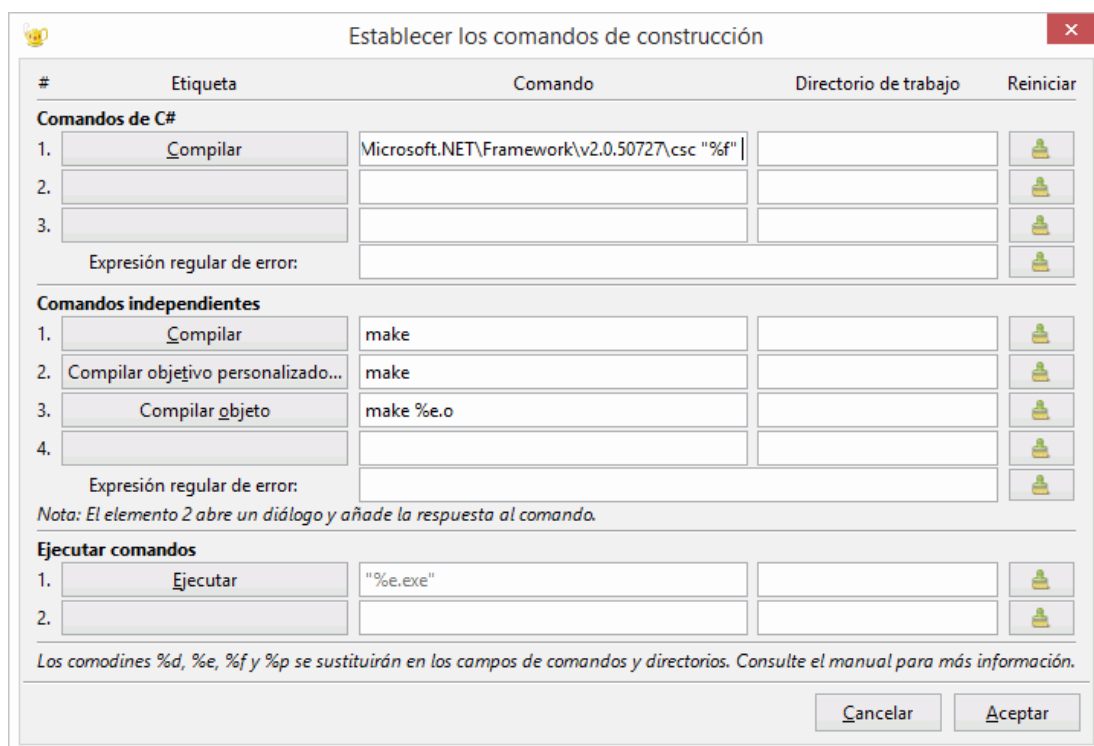 Establecer los comandos de construcción
# Etiqueta Comando Directorio de trabajo Reiniciar
Comandos de C#
1. Compilar Microsoft.NET\Framework\v2.0.50727\csc "%f"
2.
3.
Expresión regular de error:
Comandos independientes
1. Compilar make
2. Compilar objetivo personalizado... make
3. Compilar objeto make %e.o
4.
Expresión regular de error:
Nota: El elemento 2 abre un diálogo y añade la respuesta al comando.
Ejecutar comandos
1. Ejecutar "%e.exe"
2.
Los comodines %d, %e, %f y %p se sustituirán en los campos de comandos y directorios. Consulte el manual para más información.
Cancelar Aceptar